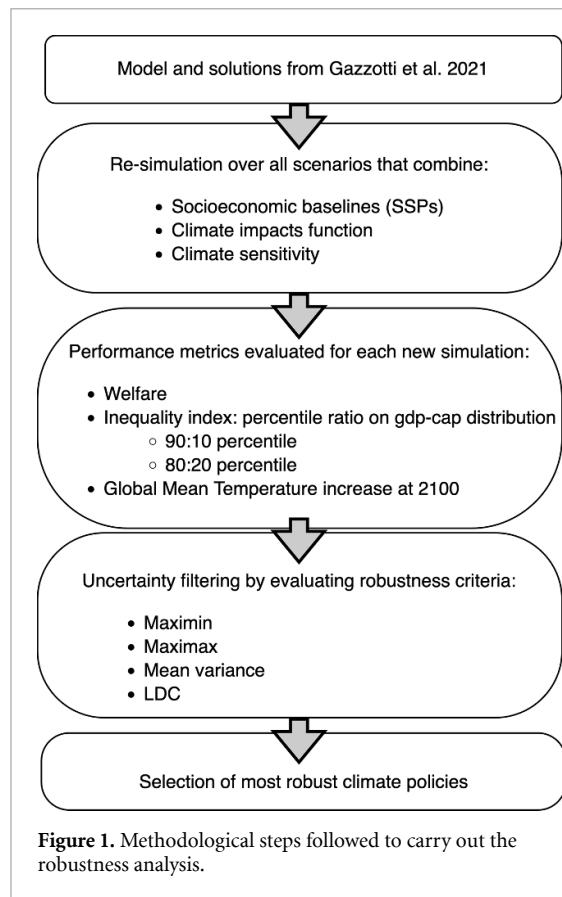 Model and solutions from Gazzotti et al. 2021
Re-simulation over all scenarios that combine:
• Socioeconomic baselines (SSPs)
• Climate impacts function
• Climate sensitivity
Performance metrics evaluated for each new simulation:
• Welfare
• Inequality index: percentile ratio on gdp-cap distribution
○ 90:10 percentile
○ 80:20 percentile
• Global Mean Temperature increase at 2100
Uncertainty filtering by evaluating robustness criteria:
• Maximin
• Maximax
• Mean variance
• LDC
Selection of most robust climate policies
Figure 1. Methodological steps followed to carry out the
robustness analysis.